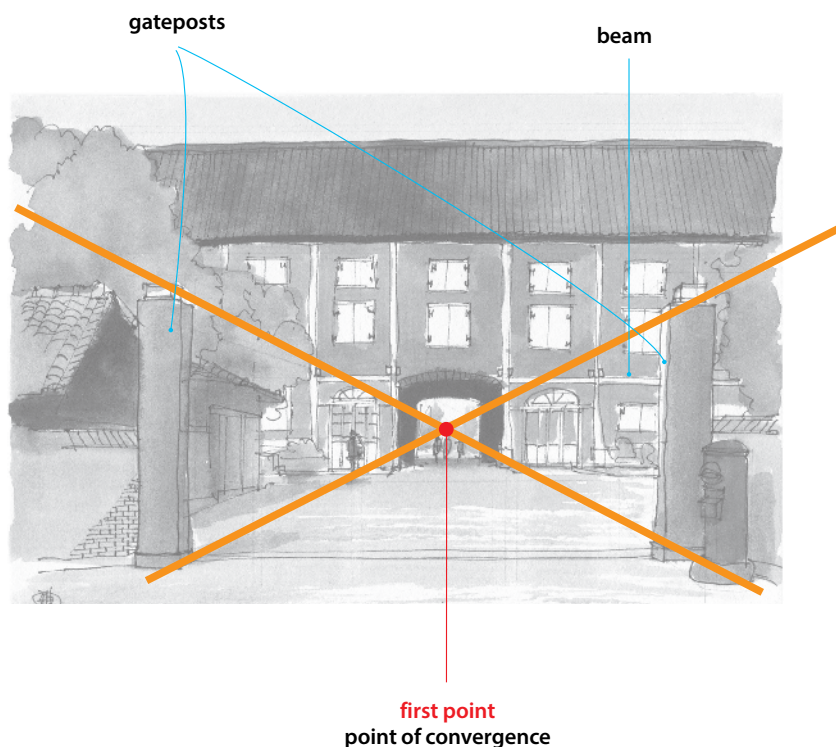 gateposts
beam
first point
point of convergence